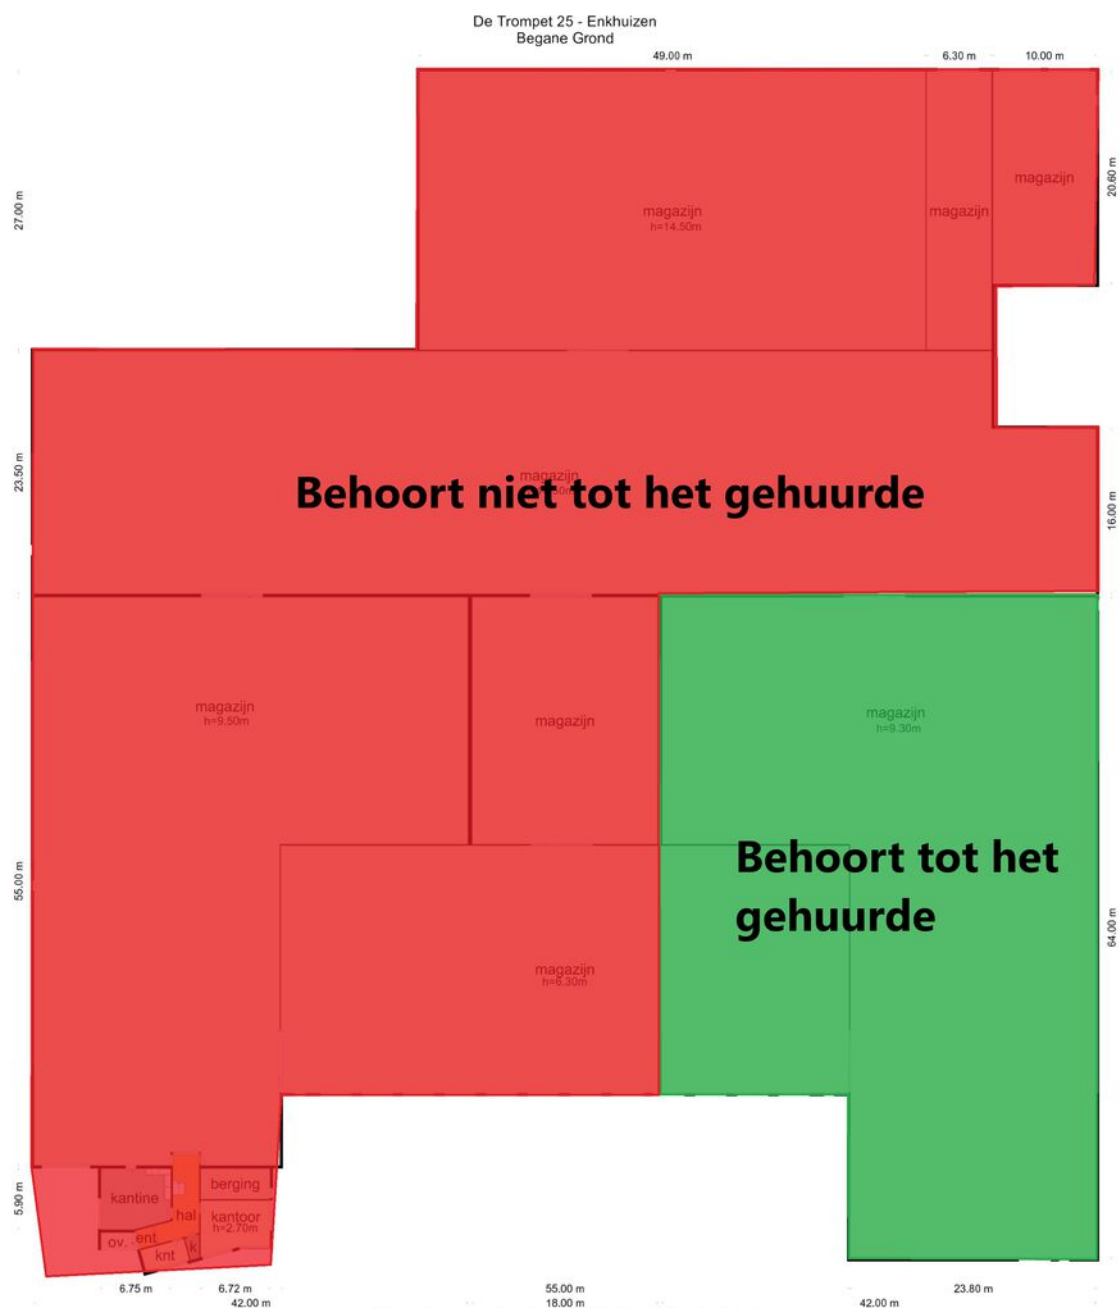 De Trompet 25 - Enkhuizen
Begane Grond
49.00 m
6.30 m
10.00 m
27.00 m
20.60 m
magazijn
magazijn
h=14.50m
magazijn
23.50 m
16.00 m
magazijn
Behoort niet tot het gehuurde
magazijn
h=9.50m
magazijn
magazijn
h=9.30m
Behoort tot het
gehuurde
55.00 m
64.00 m
magazijn
h=6.30m
5.90 m
kantine
berging
hal
kantoor
h=2.70m
ov.
ent
knt
k
6.75 m
6.72 m
55.00 m
23.80 m
42.00 m
18.00 m
42.00 m